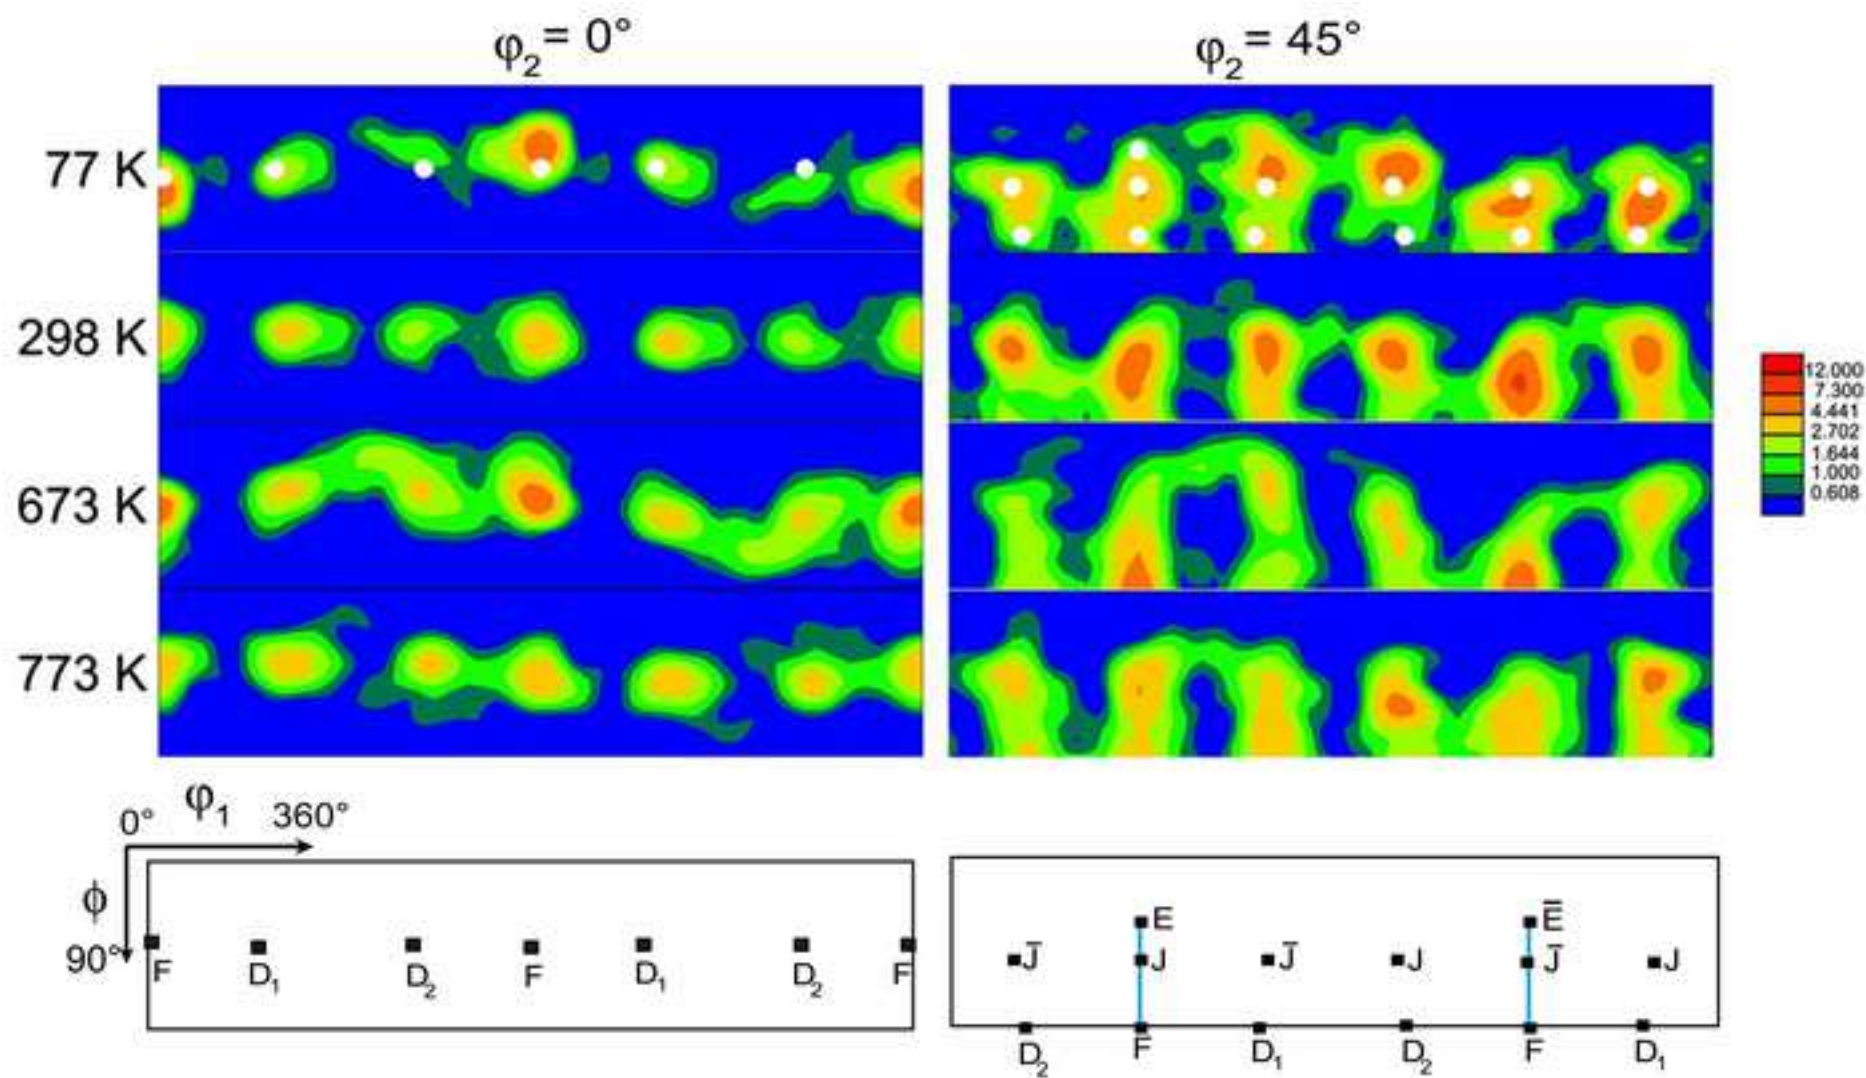 φ₂ = 0°
φ₂ = 45°
77 K
298 K
673 K
773 K
12.000
7.300
4.441
2.702
1.644
1.000
0.608
φ₁
0°
360°
ϕ
90°
F
D₁
D₂
F
D₁
D₂
F
E
E̅
J̅
J
J̅
J
J̅
J
D₂
F̅
D₁
D₂
F
D₁